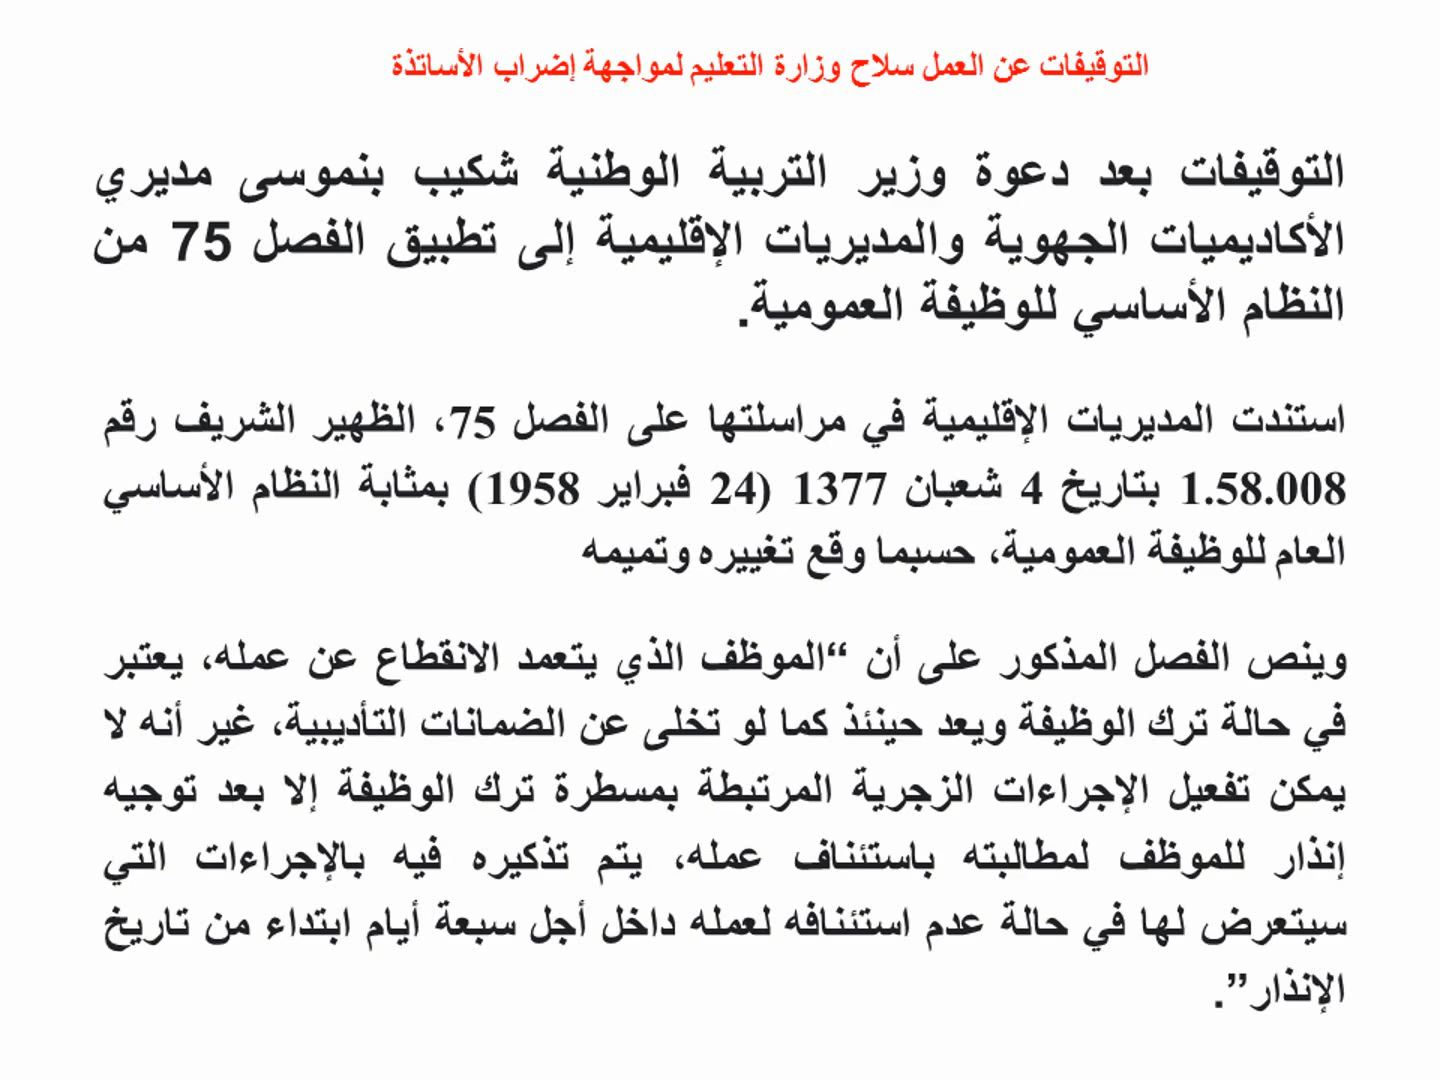 التوقيفات عن العمل سلاح وزارة التعليم لمواجهة إضراب الأساتذة
التوقيفات بعد دعوة وزير التربية الوطنية شكيب بنموسى مديري
الأكاديميات الجهوية والمديريات الإقليمية إلى تطبيق الفصل 75 من
النظام الأساسي للوظيفة العمومية.
استندت المديريات الإقليمية في مراسلتها على الفصل 75، الظهير الشريف رقم
1.58.008 بتاريخ 4 شعبان 1377 (24 فبراير 1958) بمثابة النظام الأساسي
العام للوظيفة العمومية، حسبما وقع تغييره وتميمه
وينص الفصل المذكور على أن “الموظف الذي يتعمد الانقطاع عن عمله، يعتبر
في حالة ترك الوظيفة ويعد حينئذ كما لو تخلى عن الضمانات التأديبية، غير أنه لا
يمكن تفعيل الإجراءات الزجرية المرتبطة بمسطرة ترك الوظيفة إلا بعد توجيه
إنذار للموظف لمطالبته باستئناف عمله، يتم تذكيره فيه بالإجراءات التي
سيتعرض لها في حالة عدم استئنافه لعمله داخل أجل سبعة أيام ابتداء من تاريخ
الإنذار”.